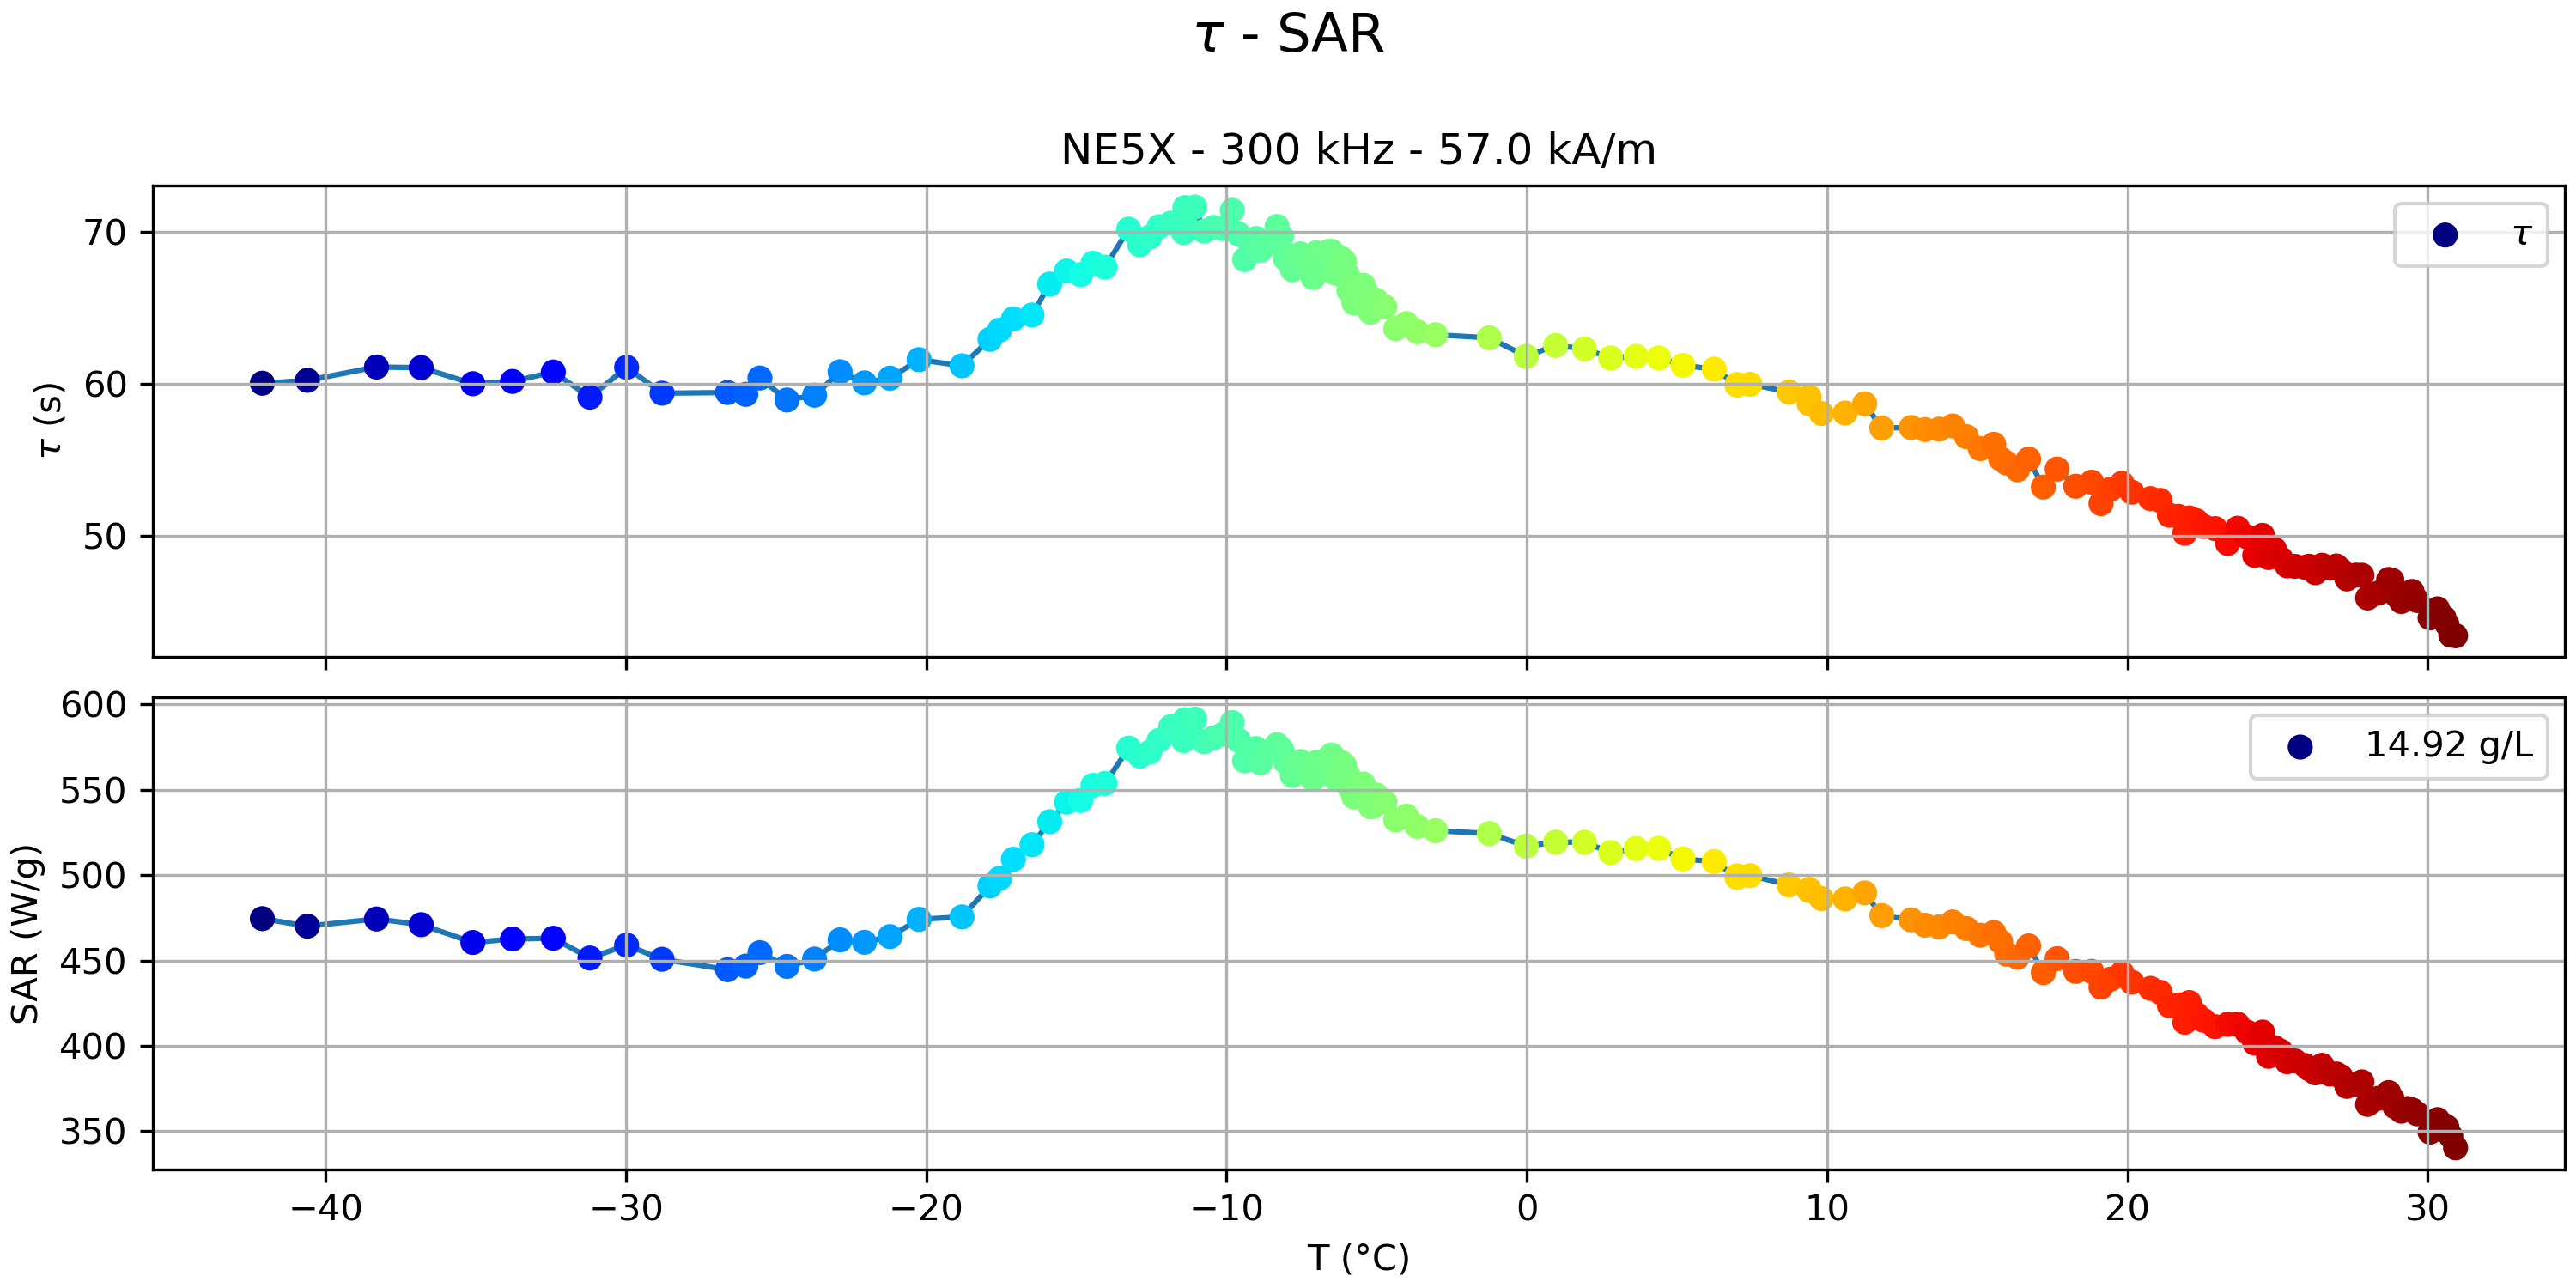 τ - SAR
NE5X - 300 kHz - 57.0 kA/m
τ (s)
70
60
50
τ
SAR (W/g)
600
550
500
450
400
350
14.92 g/L
−40 −30 −20 −10 0 10 20 30
T (°C)